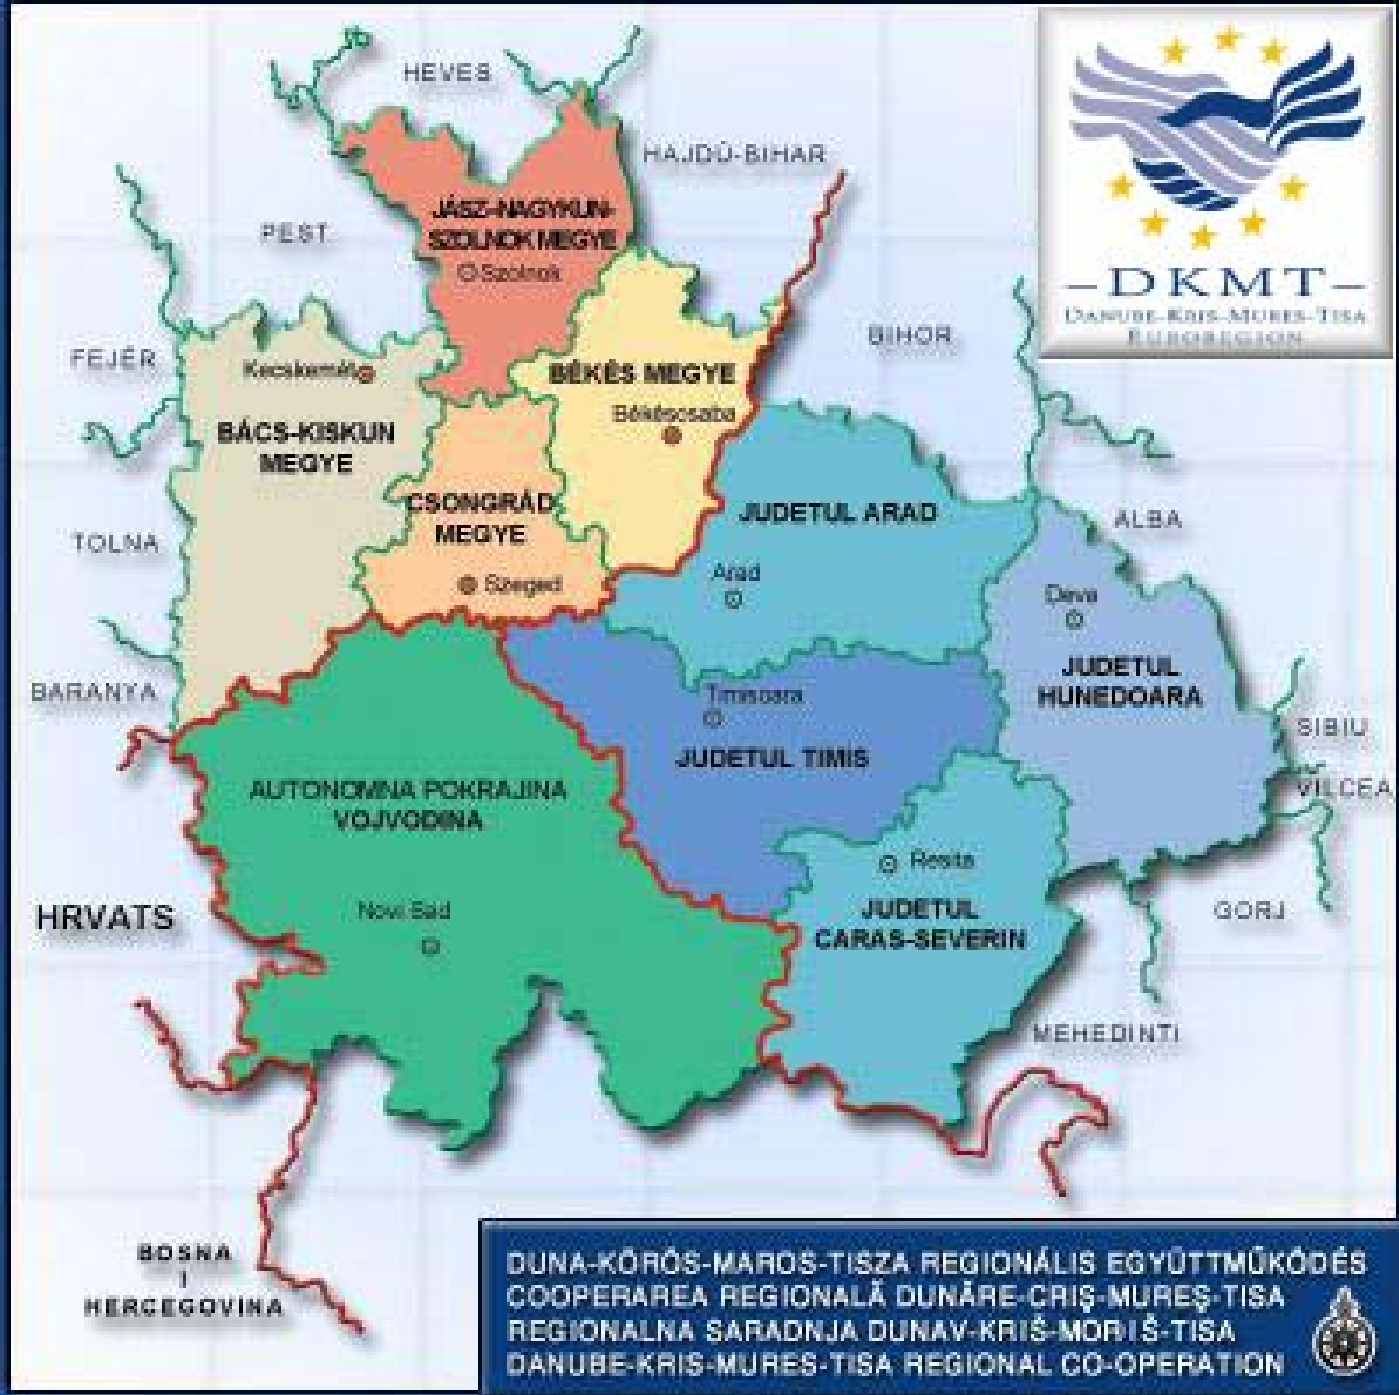 HEVES
HAJDÚ-BIHAR
PEST
JÁSZ-NAGYKUN-
SZOLNOK MEGYE
Szolnok
DKMT
DANUBE-KRIS-MURES-TISA
EUROREGION
BIHOR
FEJÉR
Kecskemét
BÉKÉS MEGYE
Békéscsaba
BÁCS-KISKUN
MEGYE
CSONGRÁD
MEGYE
JUDETUL ARAD
ALBA
TOLNA
Szeged
Arad
Deva
JUDETUL
HUNEDOARA
BARANYA
Timisoara
SIBIU
JUDETUL TIMIS
VILCEA
AUTONOMNA POKRAJINA
VOJVODINA
Resita
HRVATS
Novi Sad
JUDETUL
CARAS-SEVERIN
GORJ
MEHEDINTI
BOSNA
I
HERCEGOVINA
DUNA-KÖRÖS-MAROS-TISZA REGIONÁLIS EGYÜTTMŰKÖDÉS
COOPERAREA REGIONALĂ DUNĂRE-CRIŞ-MUREŞ-TISA
REGIONALNA SARADNJA DUNAV-KRIŠ-MORIŠ-TISA
DANUBE-KRIS-MURES-TISA REGIONAL CO-OPERATION